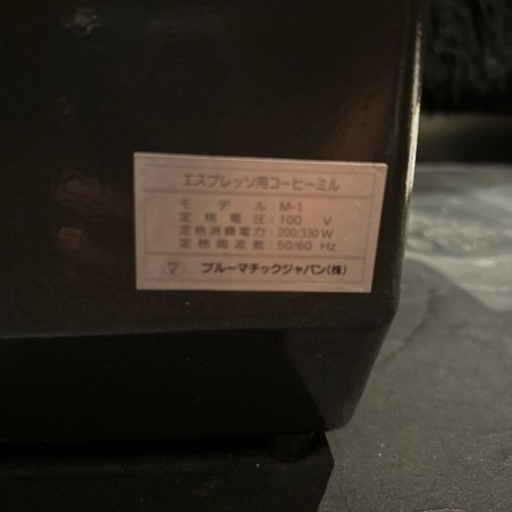 エスプレッソ用コーヒーミル
モデル:M-1
定格電圧:100 V
定格消費電力:200/330 W
定格周波数:50/60 Hz
ブルーマチックジャパン(株)